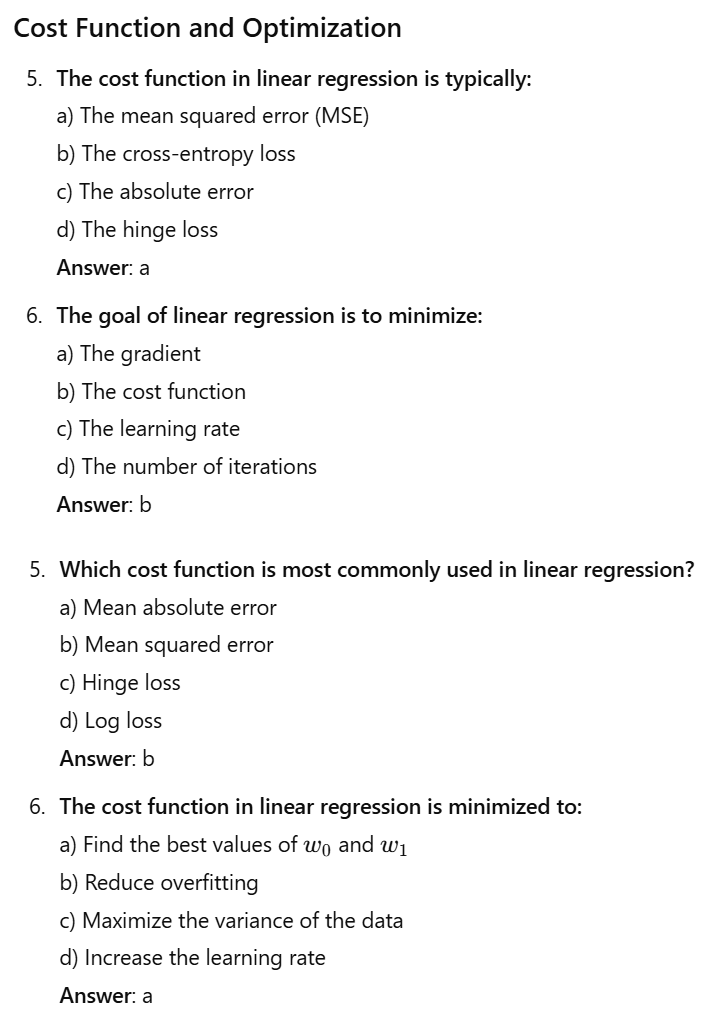 Cost Function and Optimization
5. The cost function in linear regression is typically:
a) The mean squared error (MSE)
b) The cross-entropy loss
c) The absolute error
d) The hinge loss
Answer: a
6. The goal of linear regression is to minimize:
a) The gradient
b) The cost function
c) The learning rate
d) The number of iterations
Answer: b
5. Which cost function is most commonly used in linear regression?
a) Mean absolute error
b) Mean squared error
c) Hinge loss
d) Log loss
Answer: b
6. The cost function in linear regression is minimized to:
a) Find the best values of w₀ and w₁
b) Reduce overfitting
c) Maximize the variance of the data
d) Increase the learning rate
Answer: a